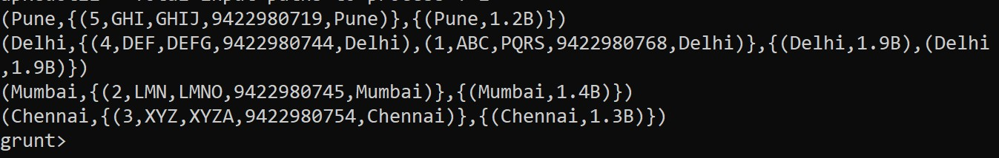 (Pune,{(5,GHI,GHIJ,9422980719,Pune)},{(Pune,1.2B)})
(Delhi,{(4,DEF,DEFG,9422980744,Delhi),(1,ABC,PQRS,9422980768,Delhi)},{(Delhi,1.9B),(Delhi
,1.9B)})
(Mumbai,{(2,LMN,LMNO,9422980745,Mumbai)},{(Mumbai,1.4B)})
(Chennai,{(3,XYZ,XYZA,9422980754,Chennai)},{(Chennai,1.3B)})
grunt>